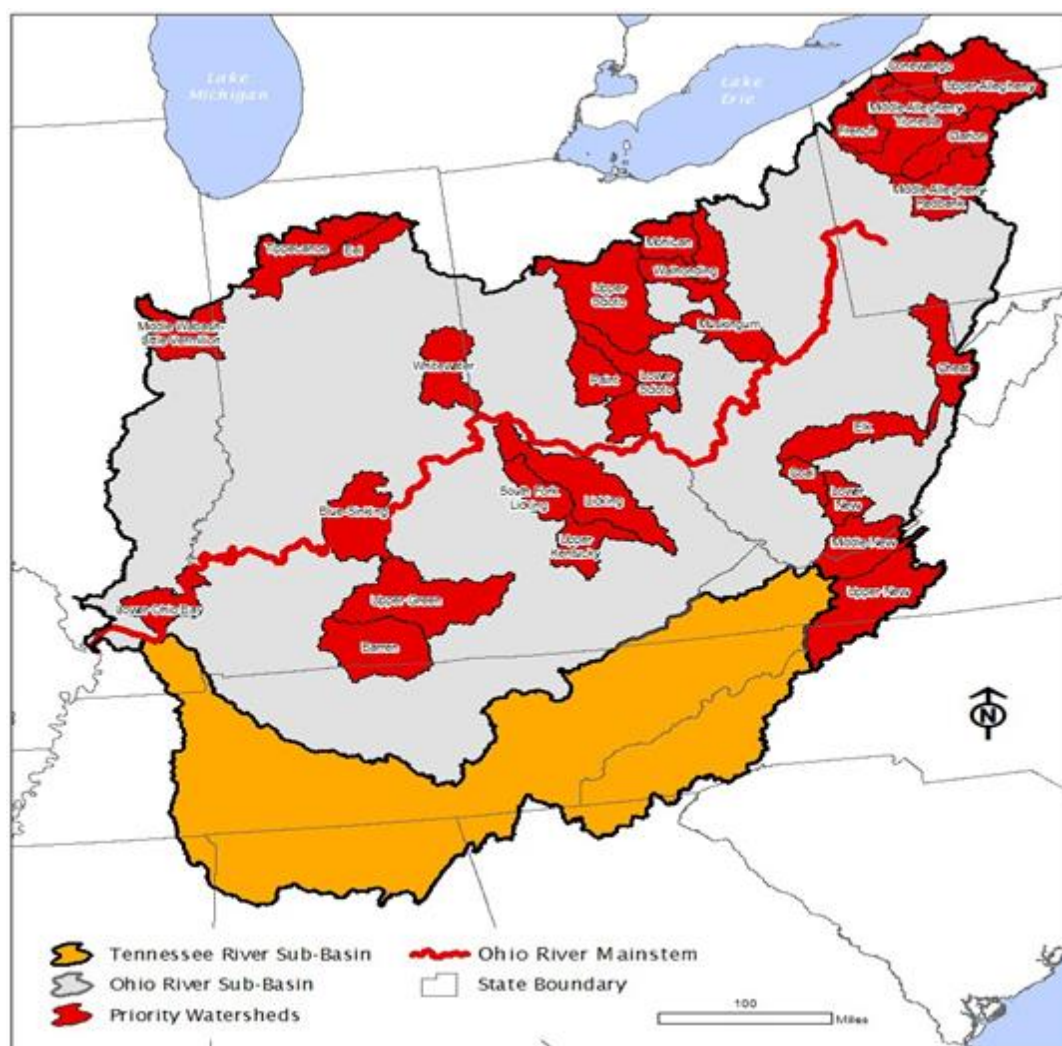 Lake
Michigan
Lake
Erie
Conewango
Upper Allegheny
Middle Allegheny
Tionesta
French
Clarion
Middle Allegheny
Redbank
Tippecanoe
Eel
Mohican
Walhonding
Upper
Scioto
Middle Wabash-
Little Vermilion
Muskingum
Whitewater
Paint
Lower
Scioto
Cheat
Elk
Coal
Lower
New
South Fork
Licking
Licking
Blue-Sinking
Upper
Kentucky
Middle New
Upper New
Lower Ohio Bay
Upper Green
Barren
N
Tennessee River Sub-Basin
Ohio River Mainstem
Ohio River Sub-Basin
State Boundary
Priority Watersheds
100
Miles